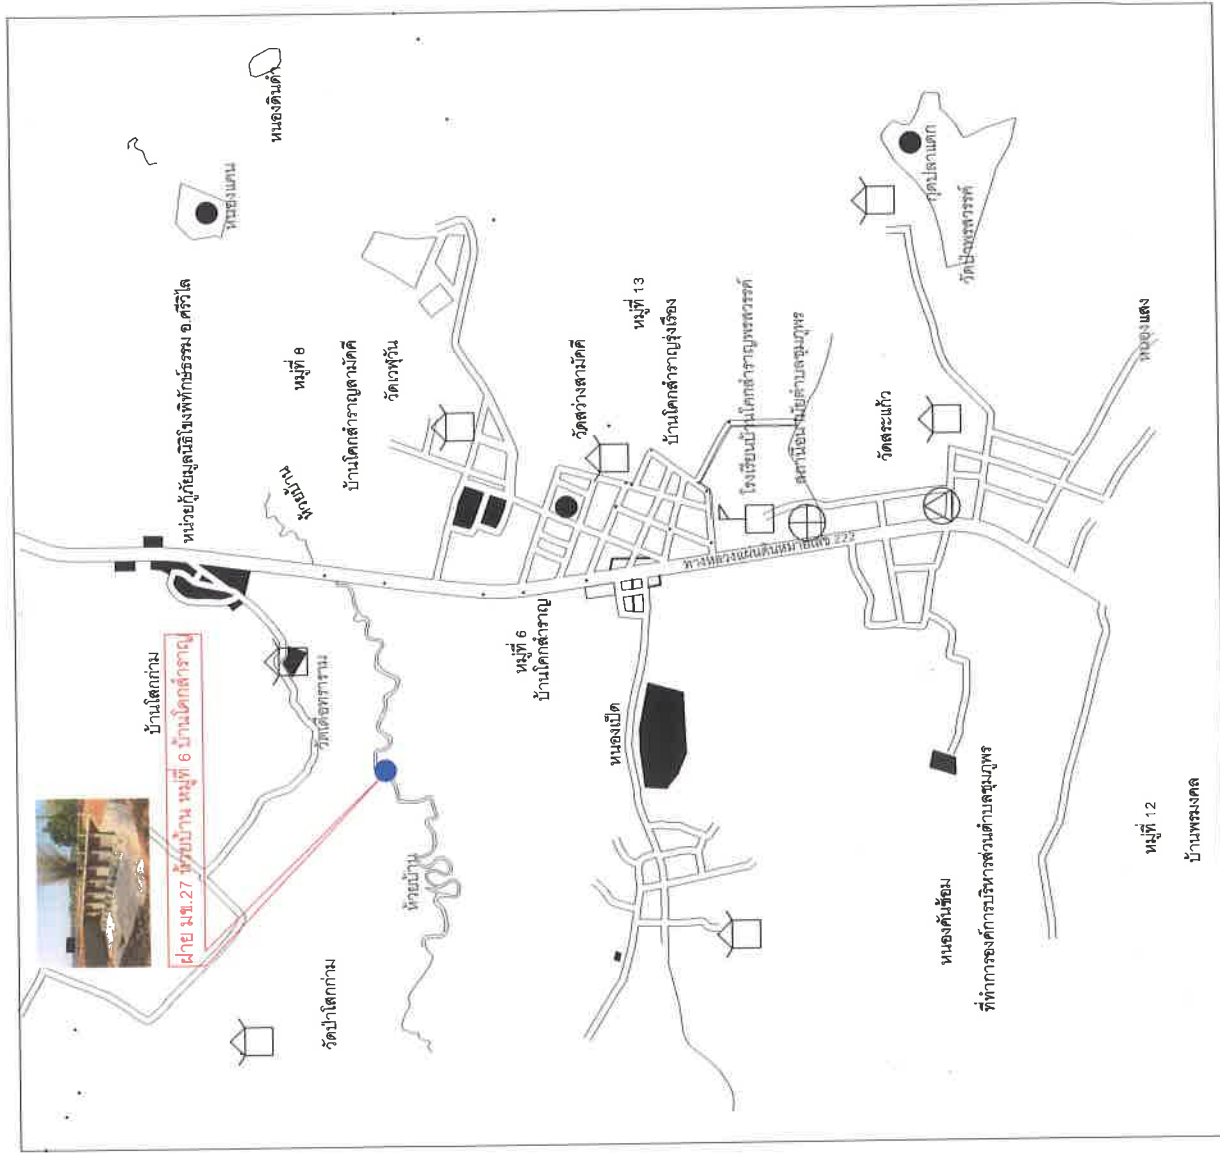 หนองดินดำ
หนองแคน
หน่วยกู้ภัยมูลนิธิโขงพิทักษ์ธรรม อ.ศรีวิไล
หมู่ที่ 8
บ้านโคกสำราญสามัคคี
วัดเวฬุวัน
ห้วยบ้าน
บ้านโสกก่าม
ฝาย มข.27 ห้วยบ้าน หมู่ที่ 6 บ้านโคกสำราญ
ห้วยบ้าน
วัดป่าโสกก่าม
หมู่ที่ 6
บ้านโคกสำราญ
วัดสว่างสามัคคี
หมู่ที่ 13
บ้านโคกสำราญรุ่งเรือง
หนองเป็ด
ทางหลวงแผ่นดินหมายเลข 222
โรงเรียนบ้านโคกสำราญพรสวรรค์
สถานีอนามัยตำบลชุมภูพร
วัดสระแก้ว
กุดปลาแดก
วัดป่าพรสวรรค์
หนองแสง
หนองคันซ้อม
ที่ทำการองค์การบริหารส่วนตำบลชุมภูพร
หมู่ที่ 12
บ้านพรมงคล